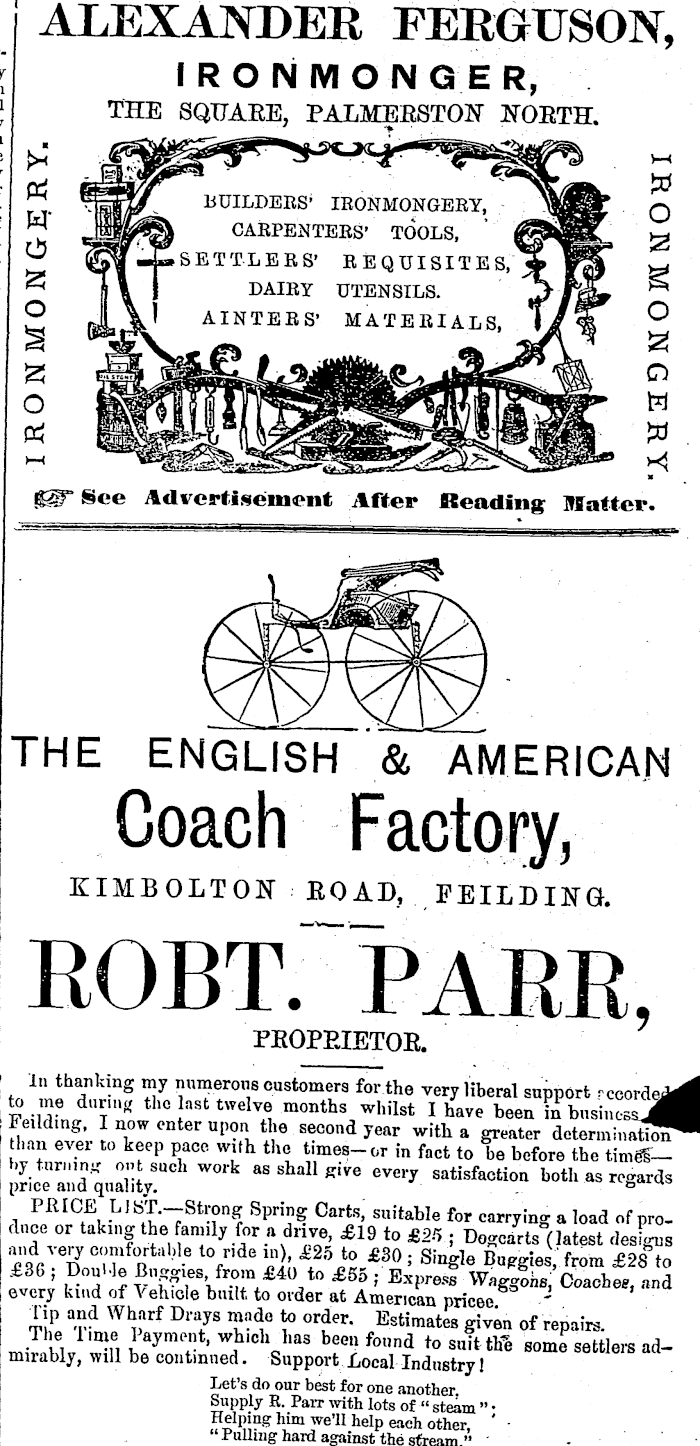 ALEXANDER FERGUSON,
IRONMONGER,
THE SQUARE, PALMERSTON NORTH.
IRONMONGERY.
BUILDERS' IRONMONGERY,
CARPENTERS' TOOLS,
SETTLERS' REQUISITES,
DAIRY UTENSILS.
AINTERS' MATERIALS,
IRONMONGERY.
OIL STONE
☞ See Advertisement After Reading Matter.
THE ENGLISH & AMERICAN
Coach Factory,
KIMBOLTON ROAD, FEILDING.
ROBT. PARR,
PROPRIETOR.
In thanking my numerous customers for the very liberal support accorded
to me during the last twelve months whilst I have been in business
Feilding, I now enter upon the second year with a greater determination
than ever to keep pace with the times—or in fact to be before the times—
by turning out such work as shall give every satisfaction both as regards
price and quality.
PRICE LIST.—Strong Spring Carts, suitable for carrying a load of pro-
duce or taking the family for a drive, £19 to £25; Dogcarts (latest designs
and very comfortable to ride in), £25 to £30; Single Buggies, from £28 to
£36; Double Buggies, from £40 to £55; Express Waggons, Coaches, and
every kind of Vehicle built to order at American pricee.
Tip and Wharf Drays made to order. Estimates given of repairs.
The Time Payment, which has been found to suit the some settlers ad-
mirably, will be continued. Support Local Industry!
Let's do our best for one another,
Supply R. Parr with lots of "steam";
Helping him we'll help each other,
"Pulling hard against the stream."